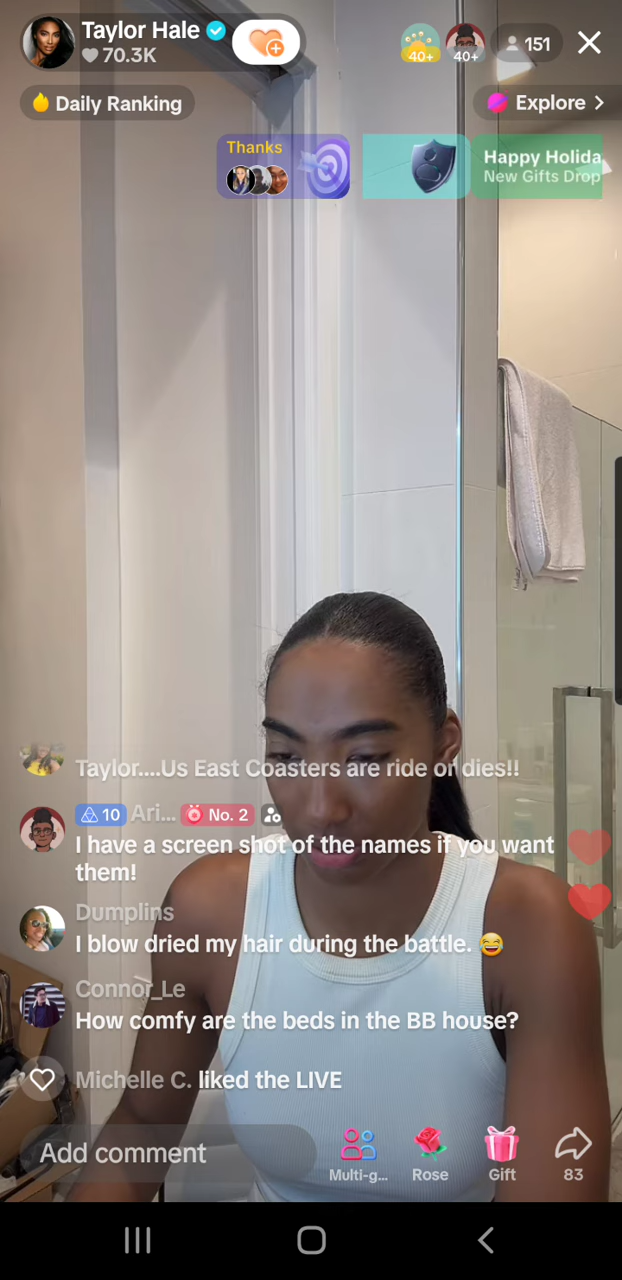 Taylor Hale
70.3K
40+
40+
151
Daily Ranking
Explore
Thanks
Happy Holida
New Gifts Drop
Taylor....Us East Coasters are ride or dies!!
10 Ari... No. 2
I have a screen shot of the names if you want
them!
Dumplins
I blow dried my hair during the battle. 😂
Connor_Le
How comfy are the beds in the BB house?
Michelle C. liked the LIVE
Add comment
Multi-g...
Rose
Gift
83